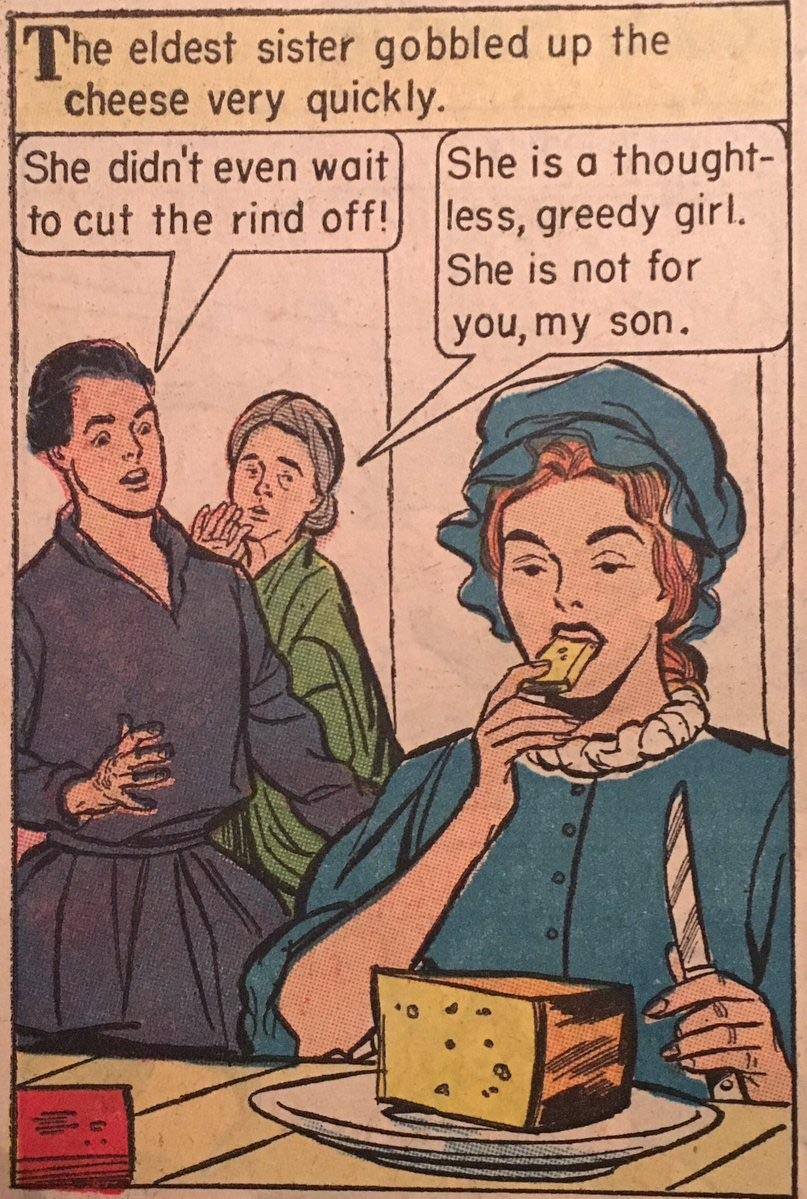 The eldest sister gobbled up the
cheese very quickly.
She didn't even wait
to cut the rind off!
She is a thought-
less, greedy girl.
She is not for
you, my son.